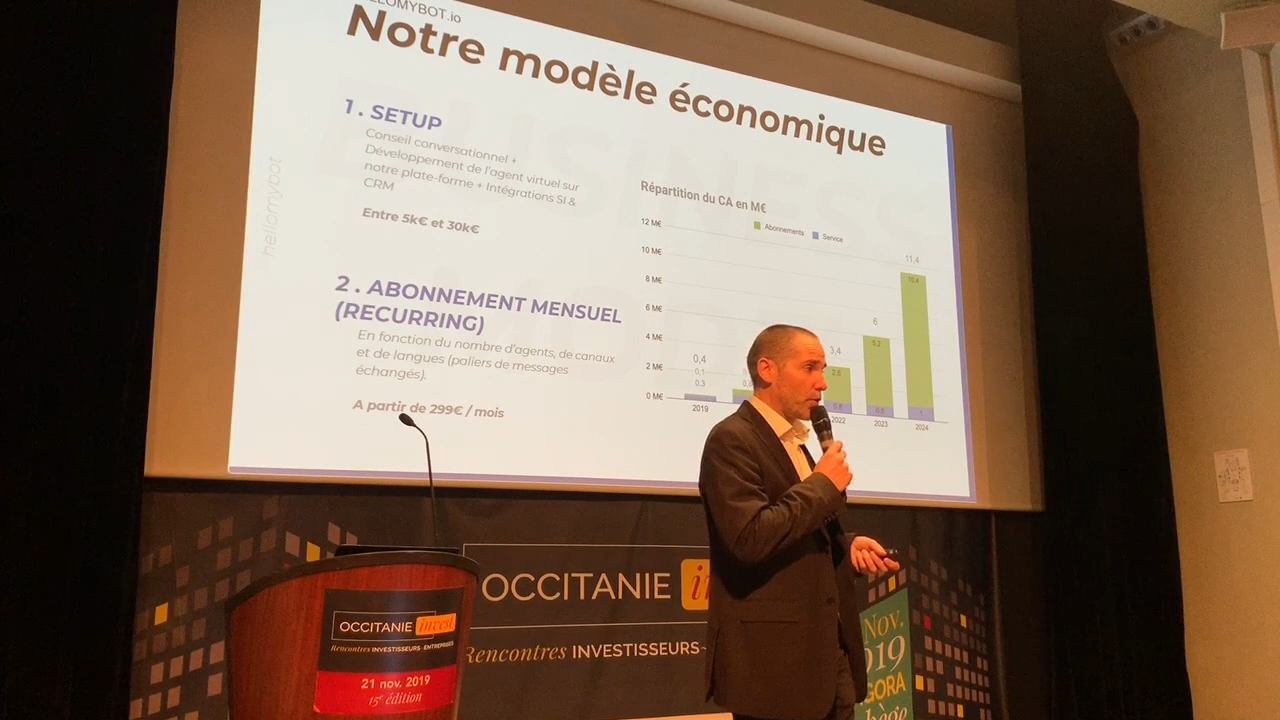 LOMYBOT.io
Notre modèle économique
1. SETUP
Conseil conversationnel +
Développement de l'agent virtuel sur
notre plate-forme + Intégrations SI &
CRM
Entre 5k€ et 30k€
2. ABONNEMENT MENSUEL
(RECURRING)
En fonction du nombre d'agents, de canaux
et de langues (paliers de messages
échangés).
A partir de 299€ / mois
hellomybot
Répartition du CA en M€
Abonnements Service
12 M€
10 M€
8 M€
6 M€
4 M€
2 M€
0 M€
0,4
0,1
0,3
3,4
2,6
0,8
6
5,2
0,8
11,4
10,4
1
2019
2022
2023
2024
OCCITANIE
Rencontres INVESTISSEURS-
OCCITANIE invest
Rencontres INVESTISSEURS-ENTREPRISES
21 nov. 2019
15e édition
Nov.
019
GORA